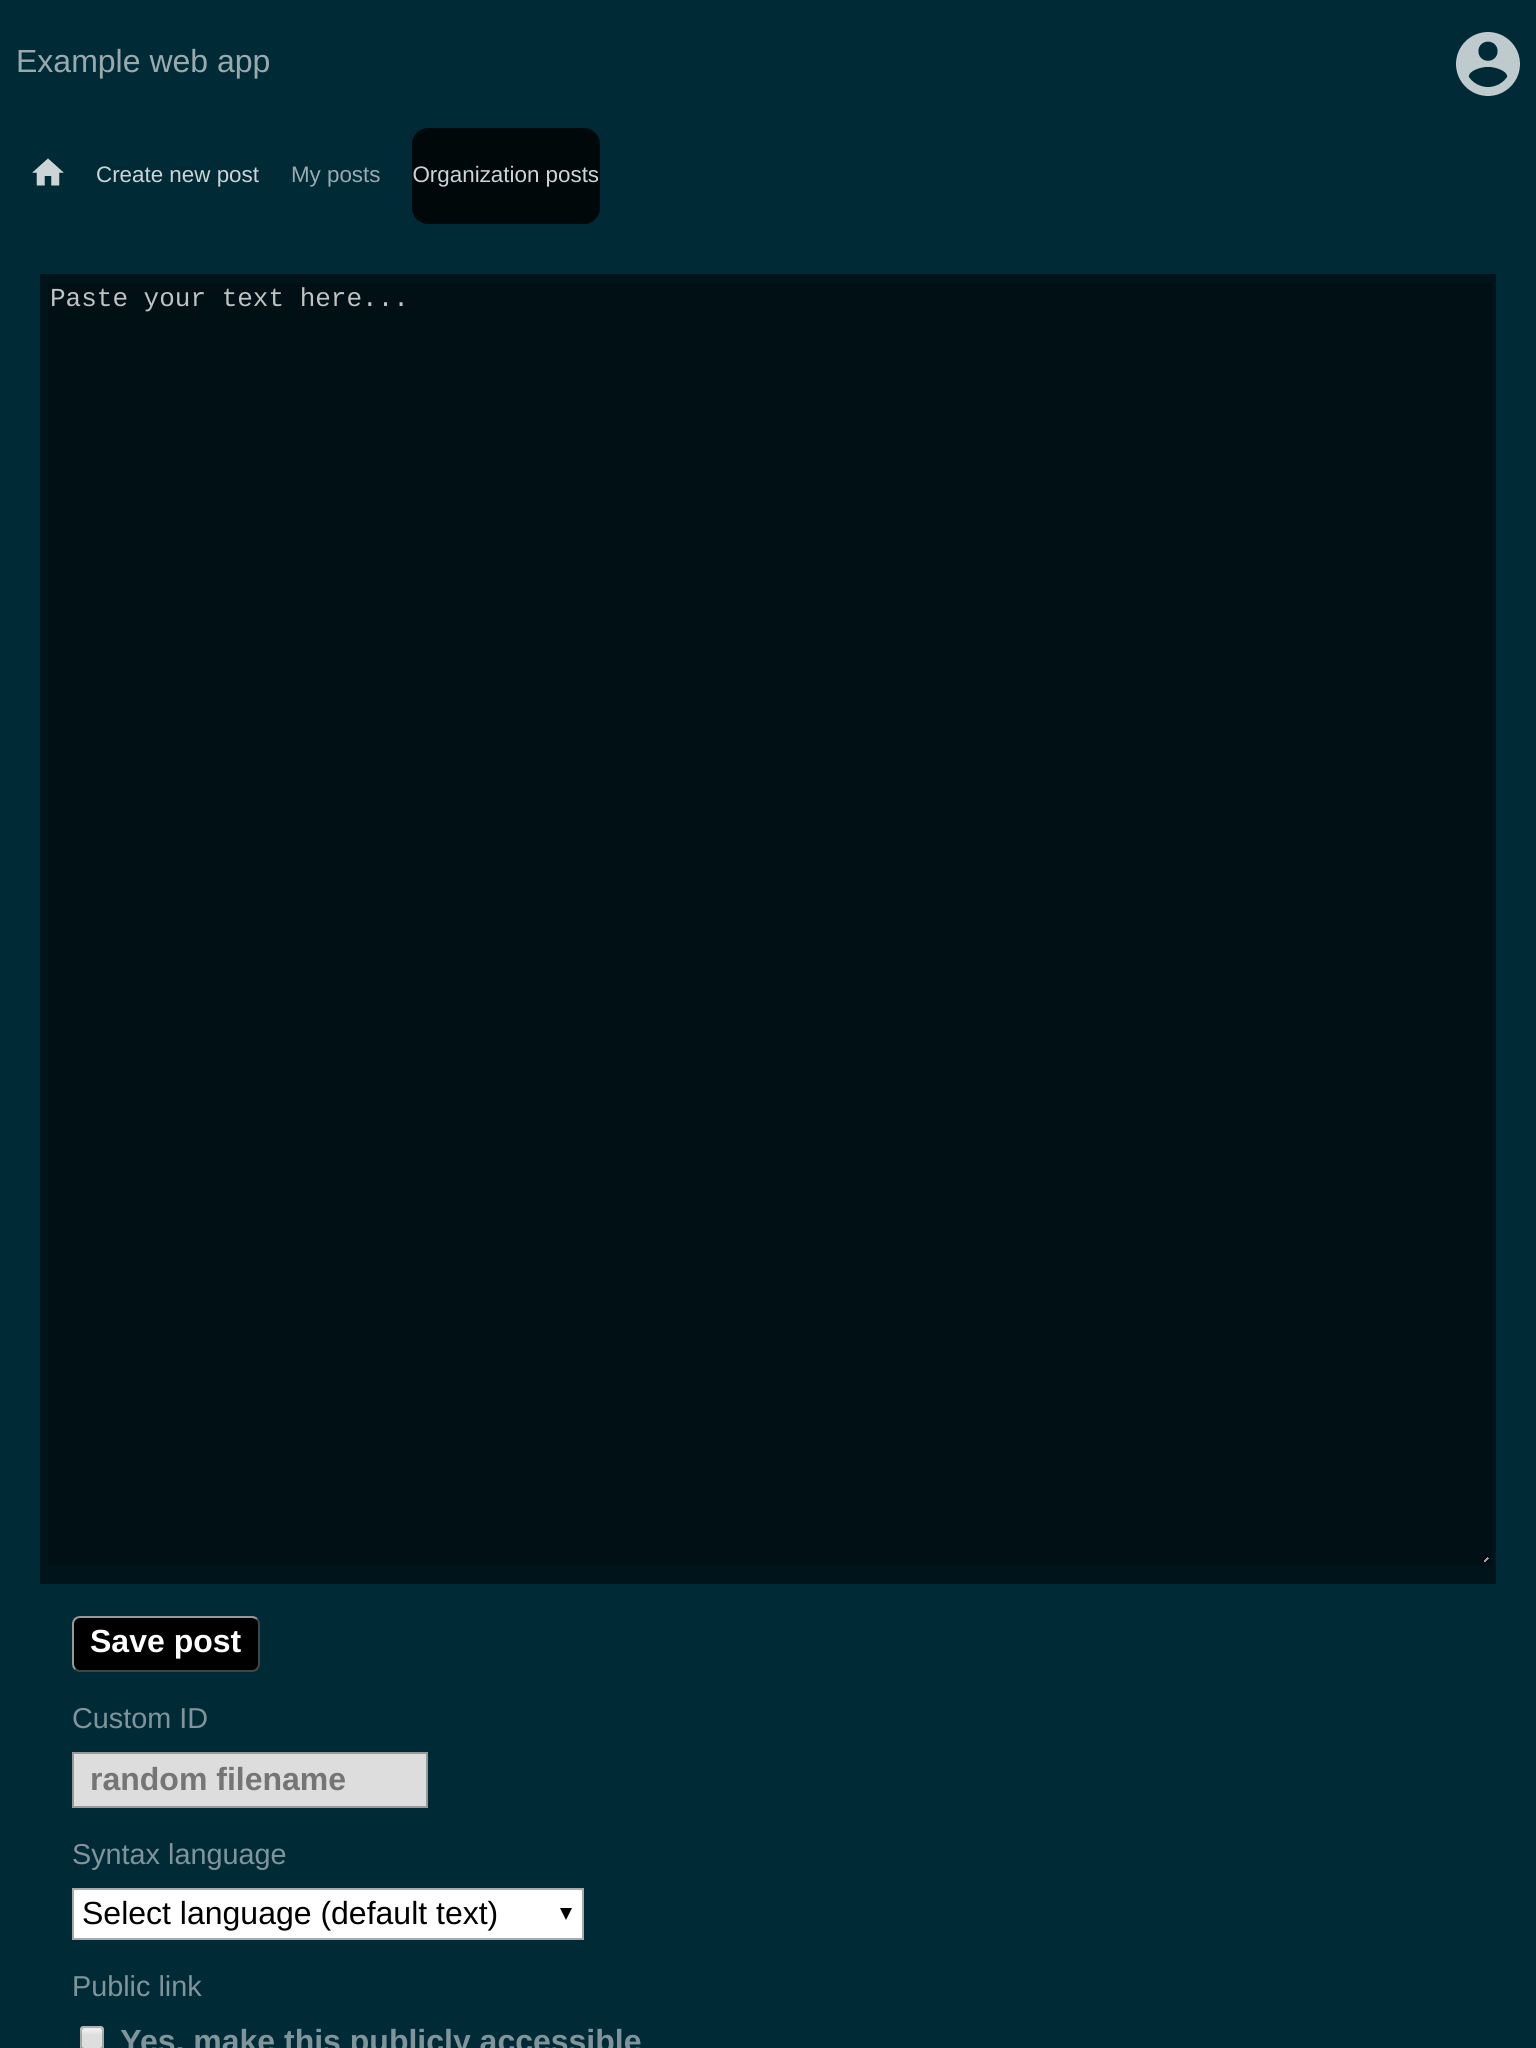 Example web app
Create new post My posts Organization posts
Paste your text here...
Save post
Custom ID
random filename
Syntax language
Select language (default text)
Public link
Yes, make this publicly accessible